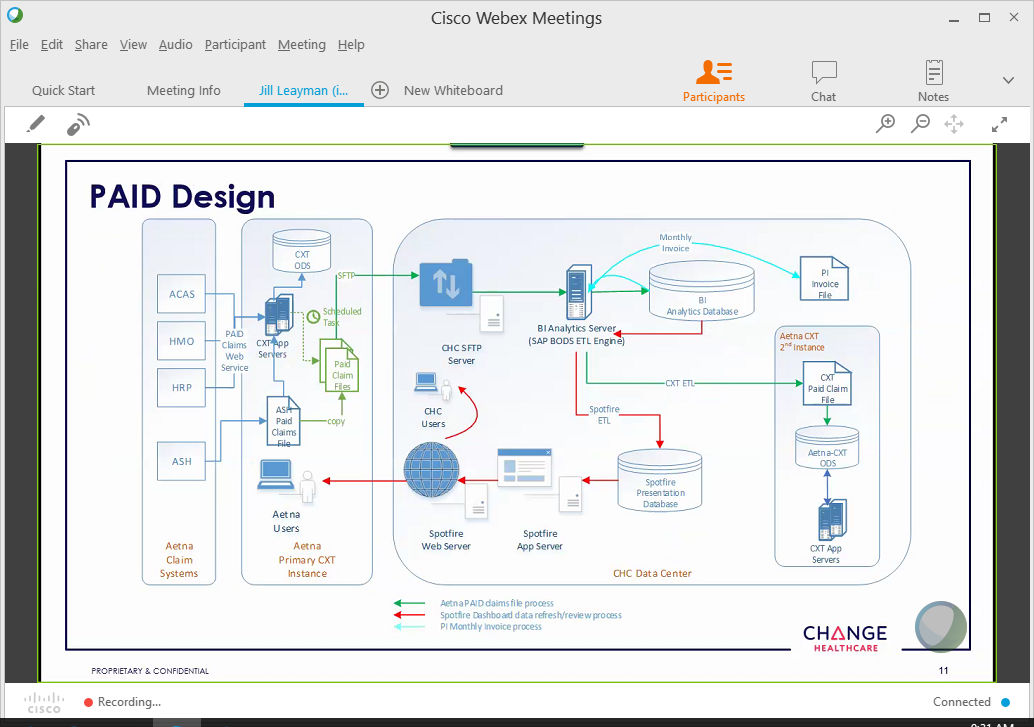 Cisco Webex Meetings
File Edit Share View Audio Participant Meeting Help
Quick Start
Meeting Info
Jill Leayman (i...
New Whiteboard
Participants
Chat
Notes
PAID Design
ACAS
HMO
HRP
ASH
Aetna
Claim
Systems
PAID
Claims
Web
Service
CXT
ODS
CXT App
Servers
Scheduled
Task
SFTP
Paid
Claim
Files
ASH
Paid
Claims
File
copy
Aetna
Users
Aetna
Primary CXT
Instance
CHC SFTP
Server
CHC
Users
Spotfire
Web Server
Spotfire
App Server
BI Analytics Server
(SAP BODS ETL Engine)
Monthly
Invoice
BI
Analytics Database
PI
Invoice
File
CXT ETL
Spotfire
ETL
Spotfire
Presentation
Database
Aetna CXT
2nd Instance
CXT
Paid Claim
File
Aetna-CXT
ODS
CXT App
Servers
CHC Data Center
Aetna PAID claims file process
Spotfire Dashboard data refresh/review process
PI Monthly Invoice process
CHANGE
HEALTHCARE
PROPRIETARY & CONFIDENTIAL
11
CISCO
Recording...
Connected